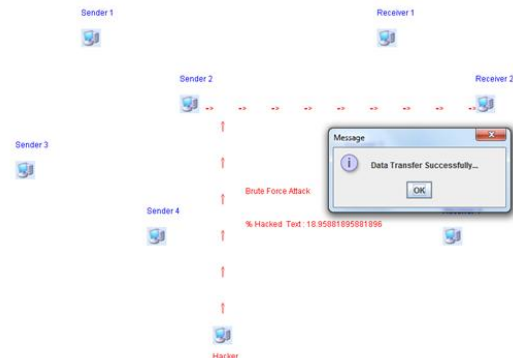 Sender 1
Receiver 1
Sender 2
Receiver 2
Message
Data Transfer Successfully...
OK
Sender 3
Brute Force Attack
Sender 4
% Hacked Text : 18.95881895881896
Hacker